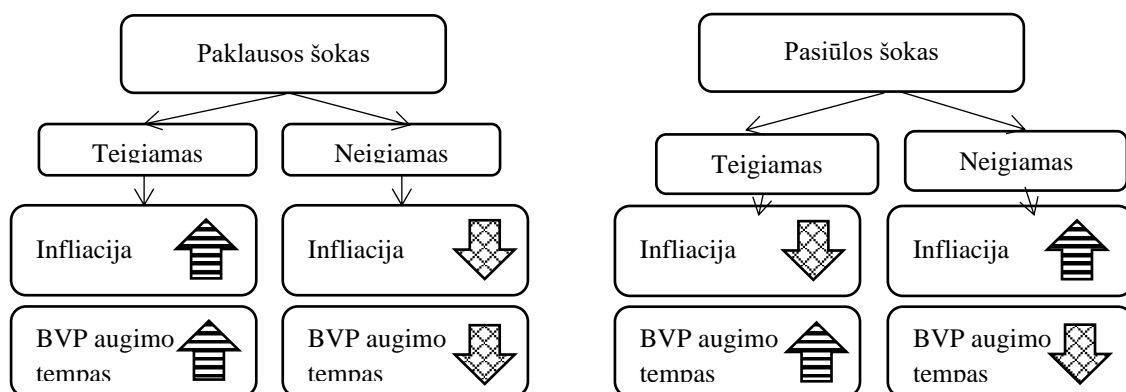 Paklausos šokas
Teigiamas
Neigiamas
Infliacija
Infliacija
BVP augimo
tempas
BVP augimo
tempas
Pasiūlos šokas
Teigiamas
Neigiamas
Infliacija
Infliacija
BVP augimo
tempas
BVP augimo
tempas